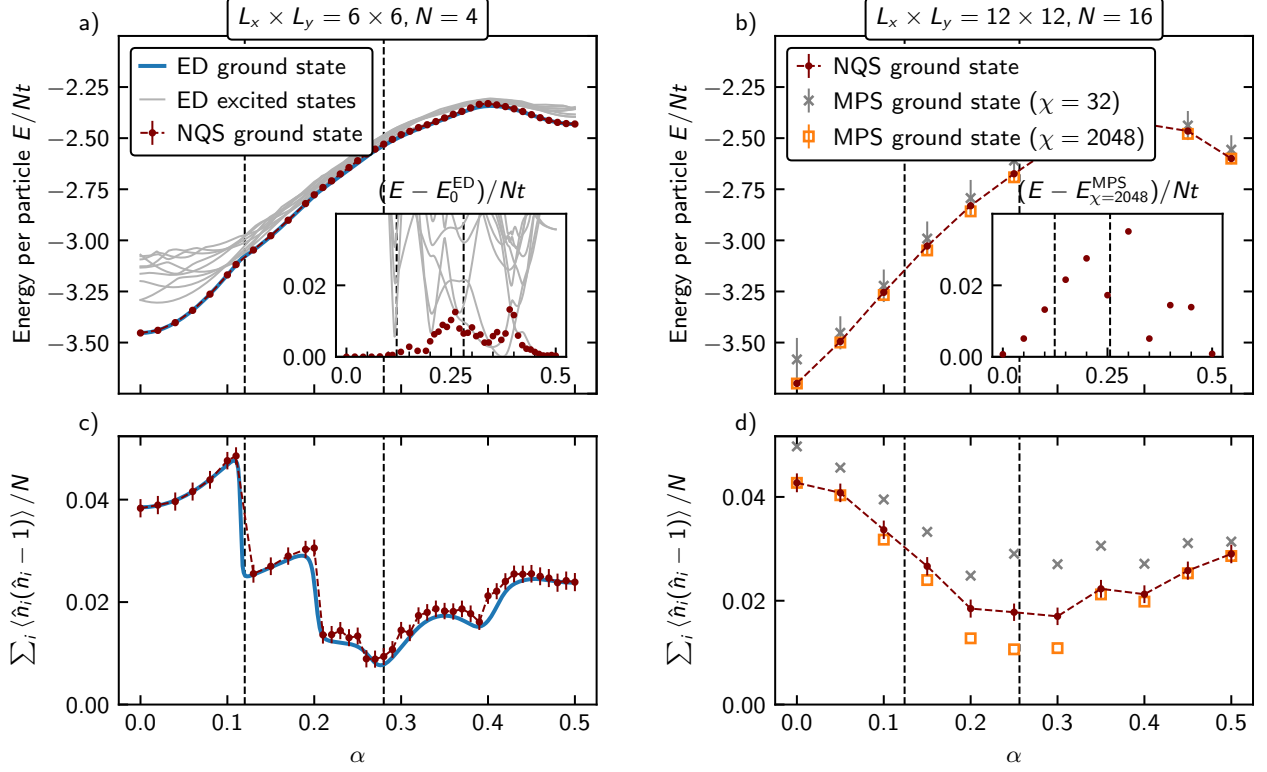 a)
L_x × L_y = 6 × 6, N = 4
ED ground state
ED excited states
NQS ground state
Energy per particle E/Nt
−2.25
−2.50
−2.75
−3.00
−3.25
−3.50
(E − E_0^ED)/Nt
0.02
0.00
0.0 0.25 0.5
b)
L_x × L_y = 12 × 12, N = 16
NQS ground state
MPS ground state (χ = 32)
MPS ground state (χ = 2048)
Energy per particle E/Nt
−2.25
−2.50
−2.75
−3.00
−3.25
−3.50
(E − E_χ=2048^MPS)/Nt
0.02
0.00
0.0 0.25 0.5
c)
∑_i ⟨n̂_i(n̂_i − 1)⟩/N
0.04
0.02
0.00
0.0 0.1 0.2 0.3 0.4 0.5
α
d)
∑_i ⟨n̂_i(n̂_i − 1)⟩/N
0.04
0.02
0.00
0.0 0.1 0.2 0.3 0.4 0.5
α